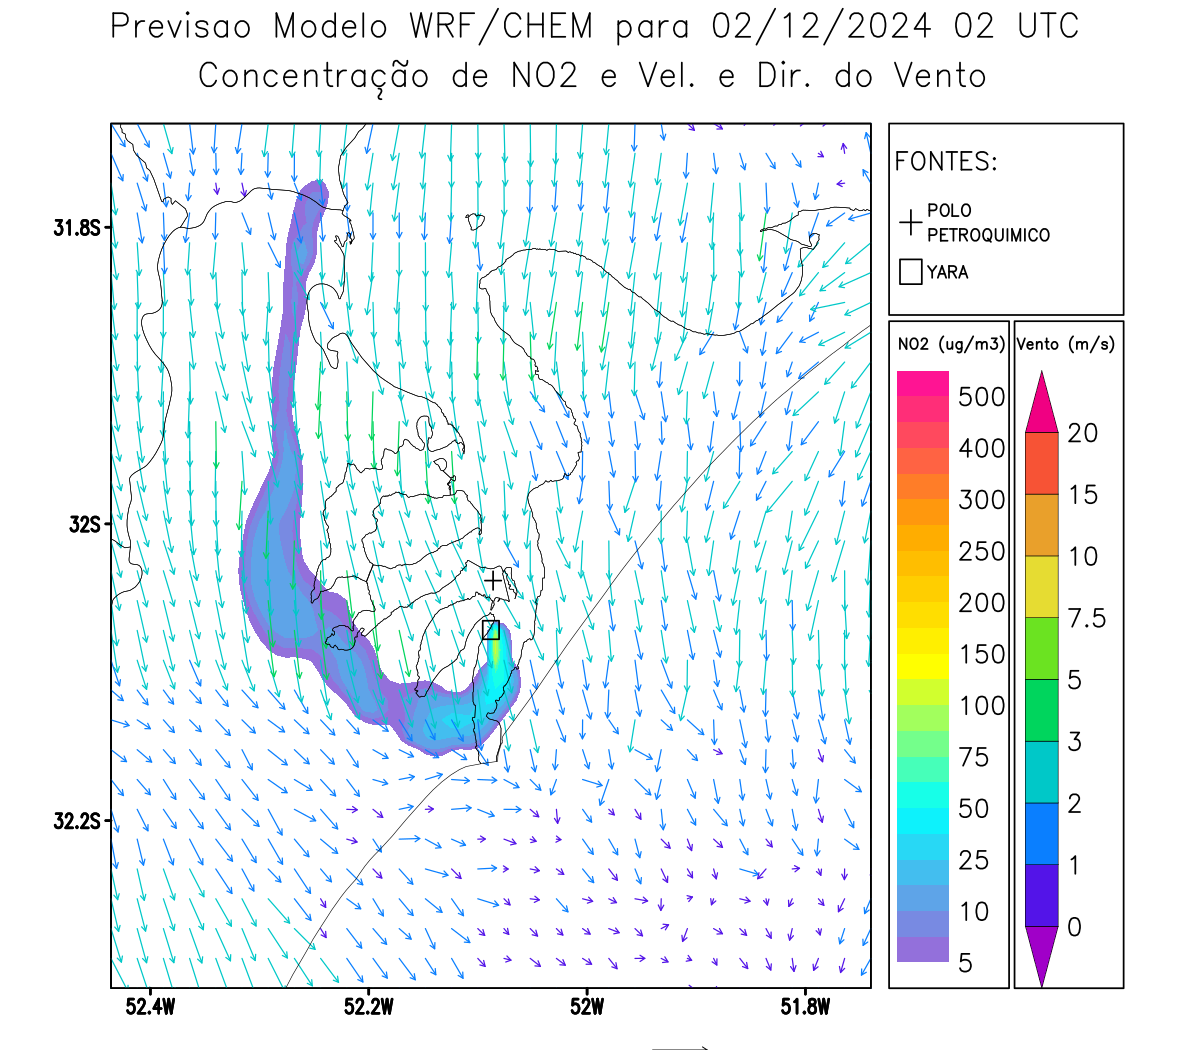 Previsao Modelo WRF/CHEM para 02/12/2024 02 UTC
Concentração de NO2 e Vel. e Dir. do Vento
FONTES:
POLO
PETROQUIMICO
YARA
NO2 (ug/m3)
500
400
300
250
200
150
100
75
50
25
10
5
Vento (m/s)
20
15
10
7.5
5
3
2
1
0
31.8S
32S
32.2S
52.4W
52.2W
52W
51.8W